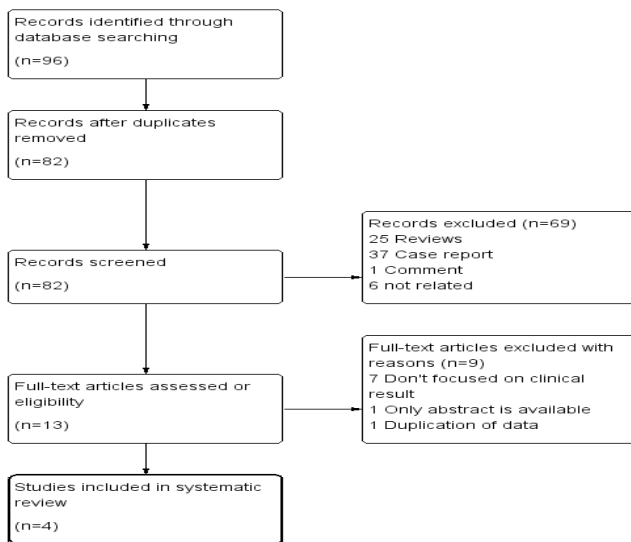 Records identified through
database searching
(n=96)
Records after duplicates
removed
(n=82)
Records screened
(n=82)
Records excluded (n=69)
25 Reviews
37 Case report
1 Comment
6 not related
Full-text articles assessed or
eligibility
(n=13)
Full-text articles excluded with
reasons (n=9)
7 Don't focused on clinical
result
1 Only abstract is available
1 Duplication of data
Studies included in systematic
review
(n=4)